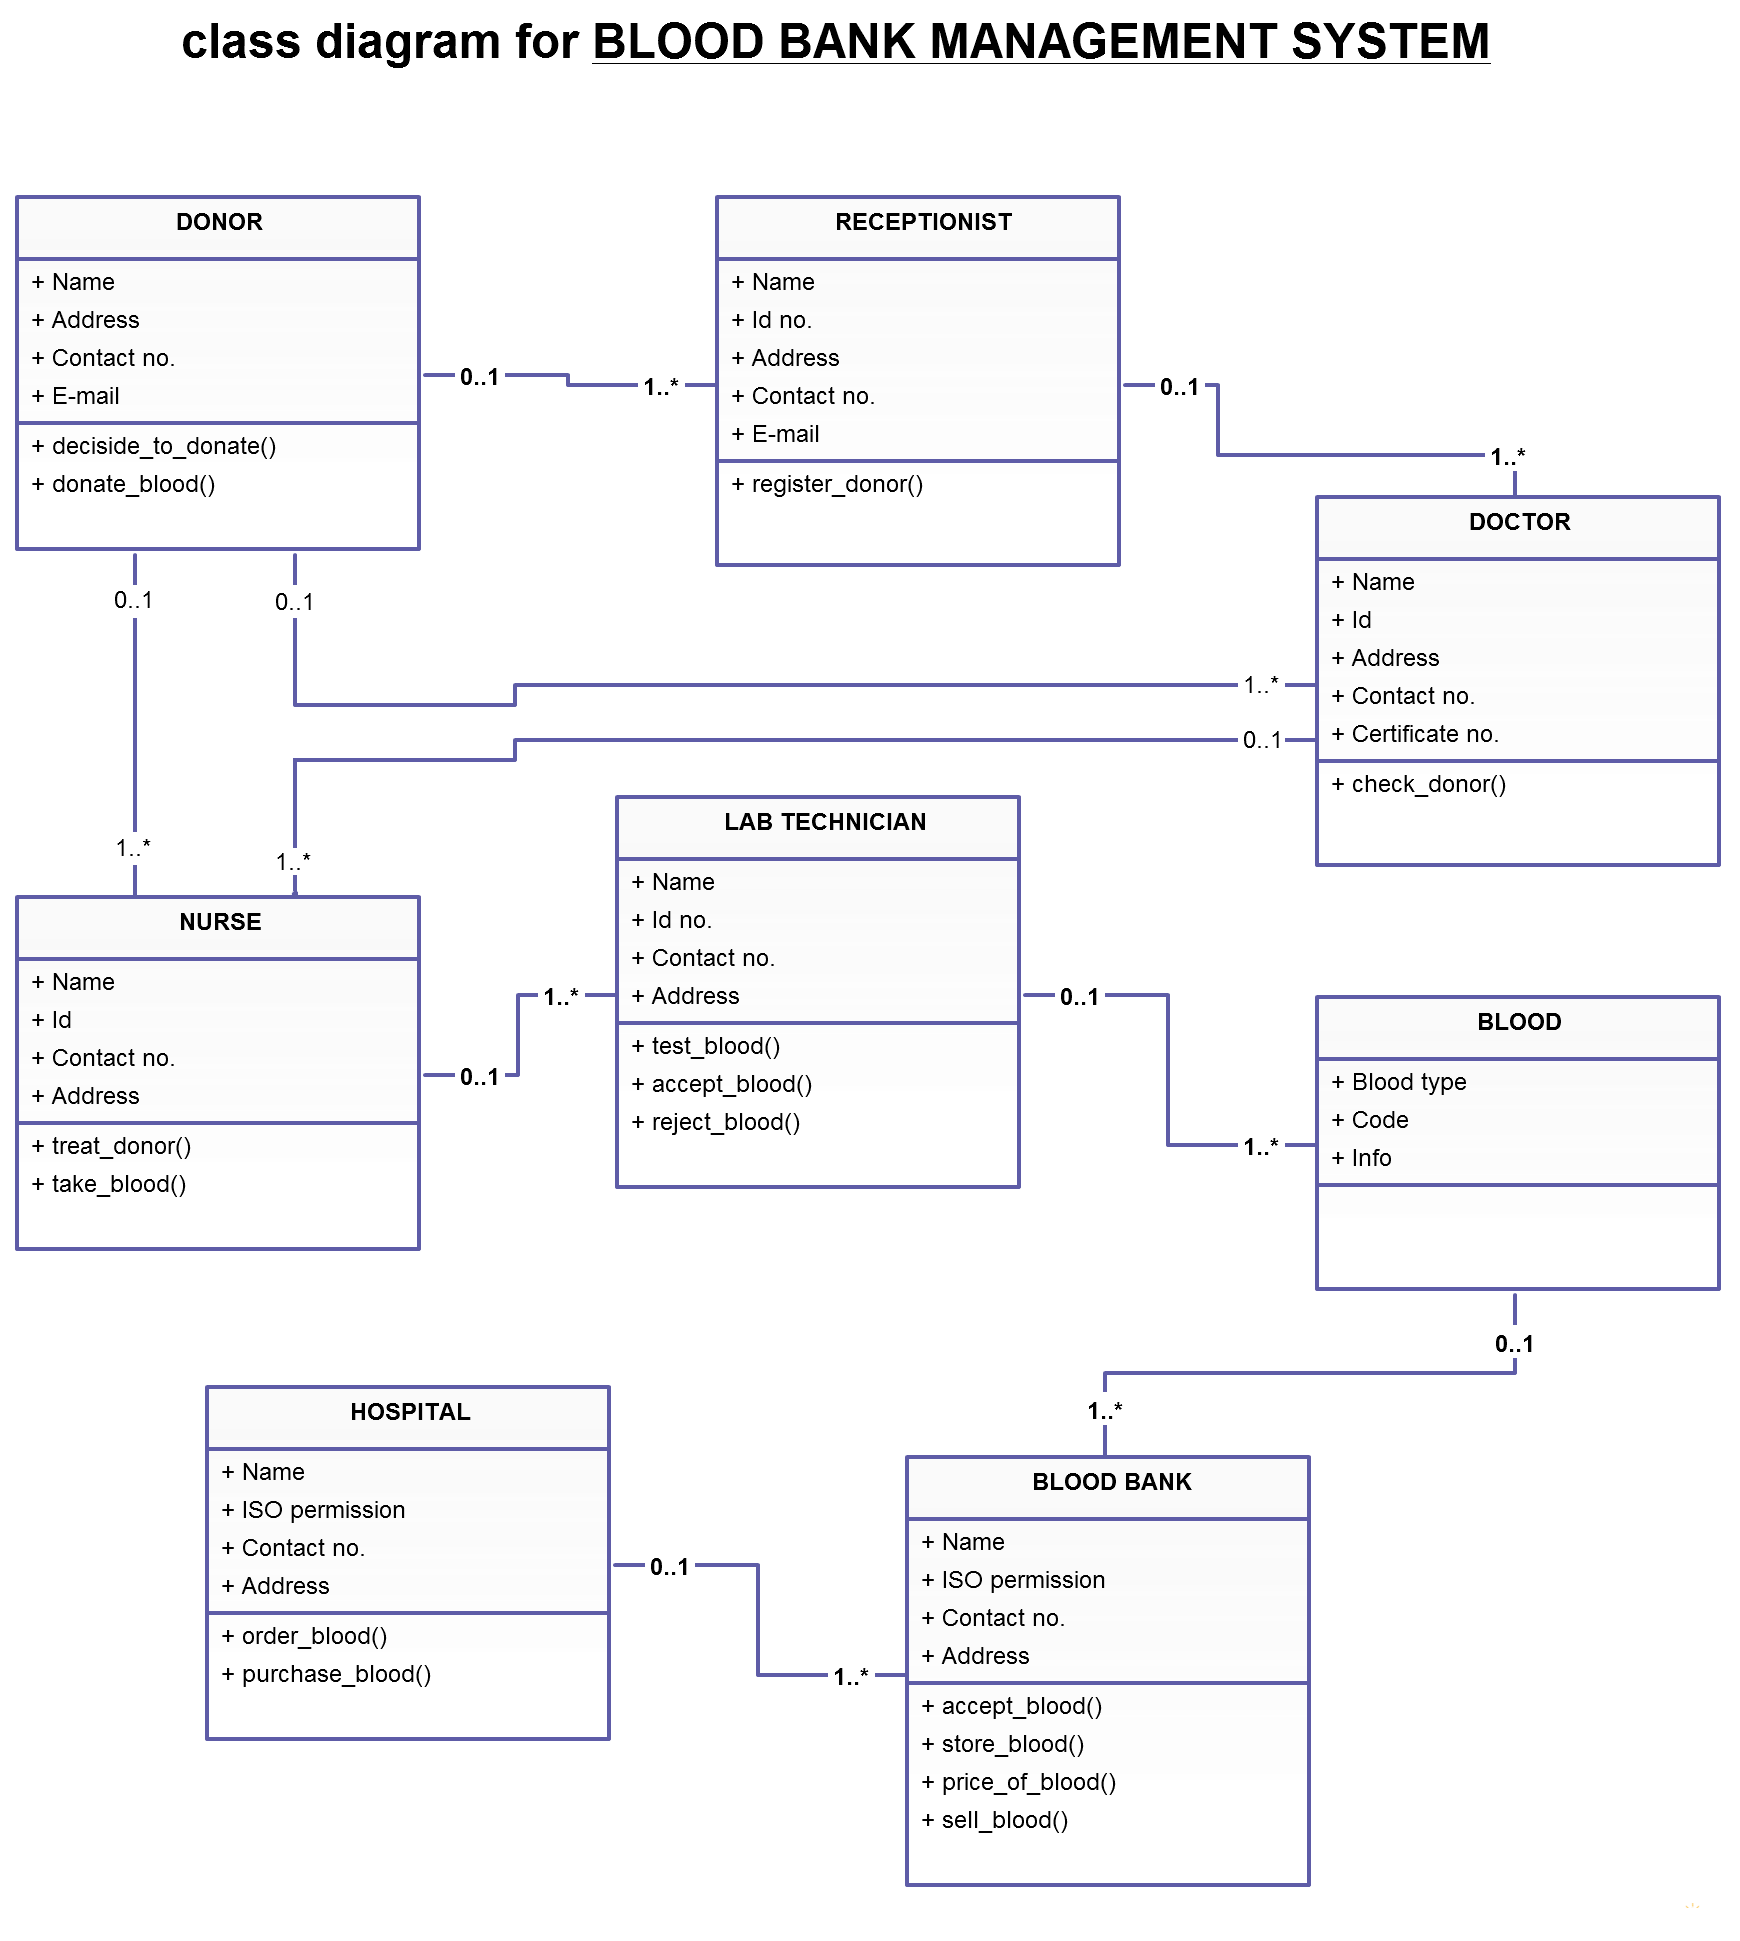 class diagram for BLOOD BANK MANAGEMENT SYSTEM
DONOR
+ Name
+ Address
+ Contact no.
+ E-mail
+ deciside_to_donate()
+ donate_blood()
0..1
1..*
RECEPTIONIST
+ Name
+ Id no.
+ Address
+ Contact no.
+ E-mail
+ register_donor()
0..1
1..*
DOCTOR
+ Name
+ Id
+ Address
+ Contact no.
+ Certificate no.
+ check_donor()
0..1
0..1
1..*
0..1
1..*
1..*
NURSE
+ Name
+ Id
+ Contact no.
+ Address
+ treat_donor()
+ take_blood()
0..1
1..*
LAB TECHNICIAN
+ Name
+ Id no.
+ Contact no.
+ Address
+ test_blood()
+ accept_blood()
+ reject_blood()
0..1
1..*
BLOOD
+ Blood type
+ Code
+ Info
0..1
1..*
HOSPITAL
+ Name
+ ISO permission
+ Contact no.
+ Address
+ order_blood()
+ purchase_blood()
0..1
1..*
BLOOD BANK
+ Name
+ ISO permission
+ Contact no.
+ Address
+ accept_blood()
+ store_blood()
+ price_of_blood()
+ sell_blood()